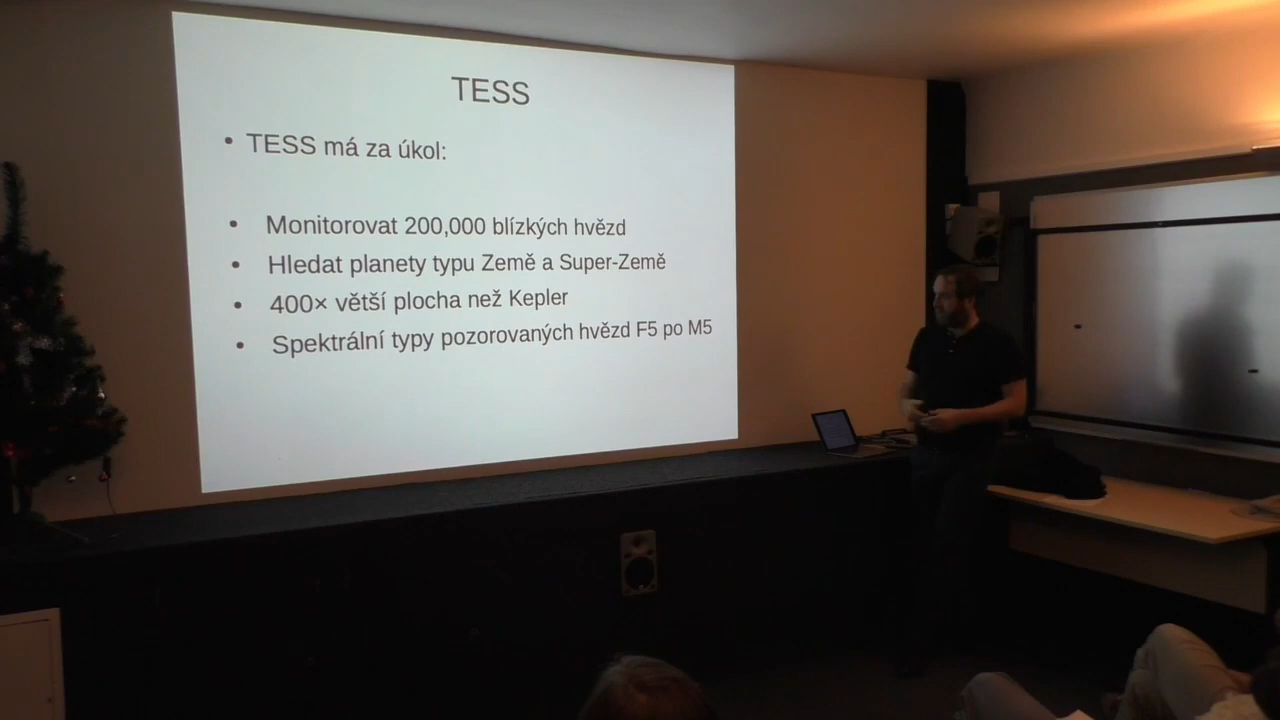 TESS
• TESS má za úkol:
• Monitorovat 200,000 blízkých hvězd
• Hledat planety typu Země a Super-Země
• 400× větší plocha než Kepler
• Spektrální typy pozorovaných hvězd F5 po M5